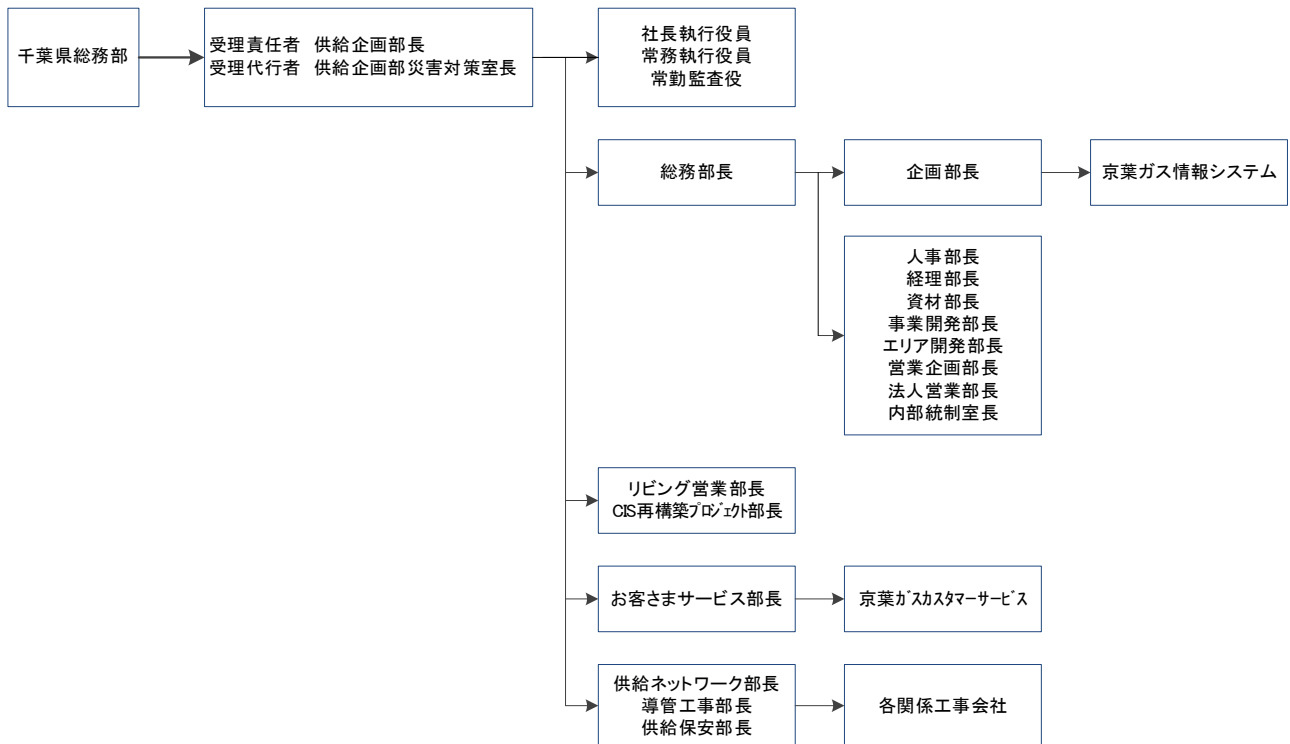 千葉県総務部
受理責任者　供給企画部長
受理代行者　供給企画部災害対策室長
社長執行役員
常務執行役員
常勤監査役
総務部長
企画部長
京葉ガス情報システム
人事部長
経理部長
資材部長
事業開発部長
エリア開発部長
営業企画部長
法人営業部長
内部統制室長
リビング営業部長
CIS再構築ﾌﾟﾛｼﾞｪｸﾄ部長
お客さまサービス部長
京葉ｶﾞｽｶｽﾀﾏｰｻｰﾋﾞｽ
供給ネットワーク部長
導管工事部長
供給保安部長
各関係工事会社